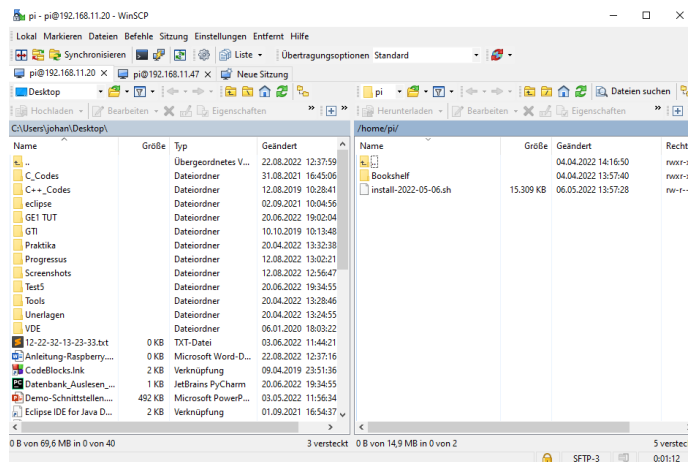 pi - pi@192.168.11.20 - WinSCP
Lokal Markieren Dateien Befehle Sitzung Einstellungen Entfernt Hilfe
Synchronisieren Liste Übertragungsoptionen Standard
pi@192.168.11.20 × pi@192.168.11.47 × Neue Sitzung
Desktop
Hochladen Bearbeiten Eigenschaften »
C:\Users\johan\Desktop\
Name Größe Typ Geändert
.. Übergeordnetes V... 22.08.2022 12:37:59
C_Codes Dateiordner 31.08.2021 16:45:06
C++_Codes Dateiordner 12.08.2019 10:28:41
eclipse Dateiordner 02.09.2021 10:04:56
GE1 TUT Dateiordner 20.06.2022 19:02:04
GTI Dateiordner 10.10.2019 10:13:48
Praktika Dateiordner 20.04.2022 13:32:38
Progressus Dateiordner 12.08.2022 13:02:21
Screenshots Dateiordner 12.08.2022 12:56:47
Test5 Dateiordner 20.06.2022 19:34:55
Tools Dateiordner 20.04.2022 13:28:46
Unerlagen Dateiordner 20.04.2022 13:24:55
VDE Dateiordner 06.01.2020 18:03:22
12-22-32-13-23-33.txt 0 KB TXT-Datei 03.06.2022 11:44:21
Anleitung-Raspberry.... 0 KB Microsoft Word-D... 22.08.2022 12:37:16
CodeBlocks.lnk 2 KB Verknüpfung 09.04.2019 23:51:36
Datenbank_Auslesen_... 1 KB JetBrains PyCharm 20.06.2022 19:34:55
Demo-Schnittstellen.... 492 KB Microsoft PowerP... 03.05.2022 11:56:34
Eclipse IDE for Java D... 2 KB Verknüpfung 01.09.2021 16:54:37
0 B von 69,6 MB in 0 von 40 3 versteckt
pi Dateien suchen
Herunterladen Bearbeiten Eigenschaften »
/home/pi/
Name Größe Geändert Recht
.. 04.04.2022 14:16:50 rwxr-x
Bookshelf 04.04.2022 13:57:40 rwxr-x
install-2022-05-06.sh 15.309 KB 06.05.2022 13:57:28 rw-r--
0 B von 14,9 MB in 0 von 2 5 verstec
SFTP-3 0:01:12